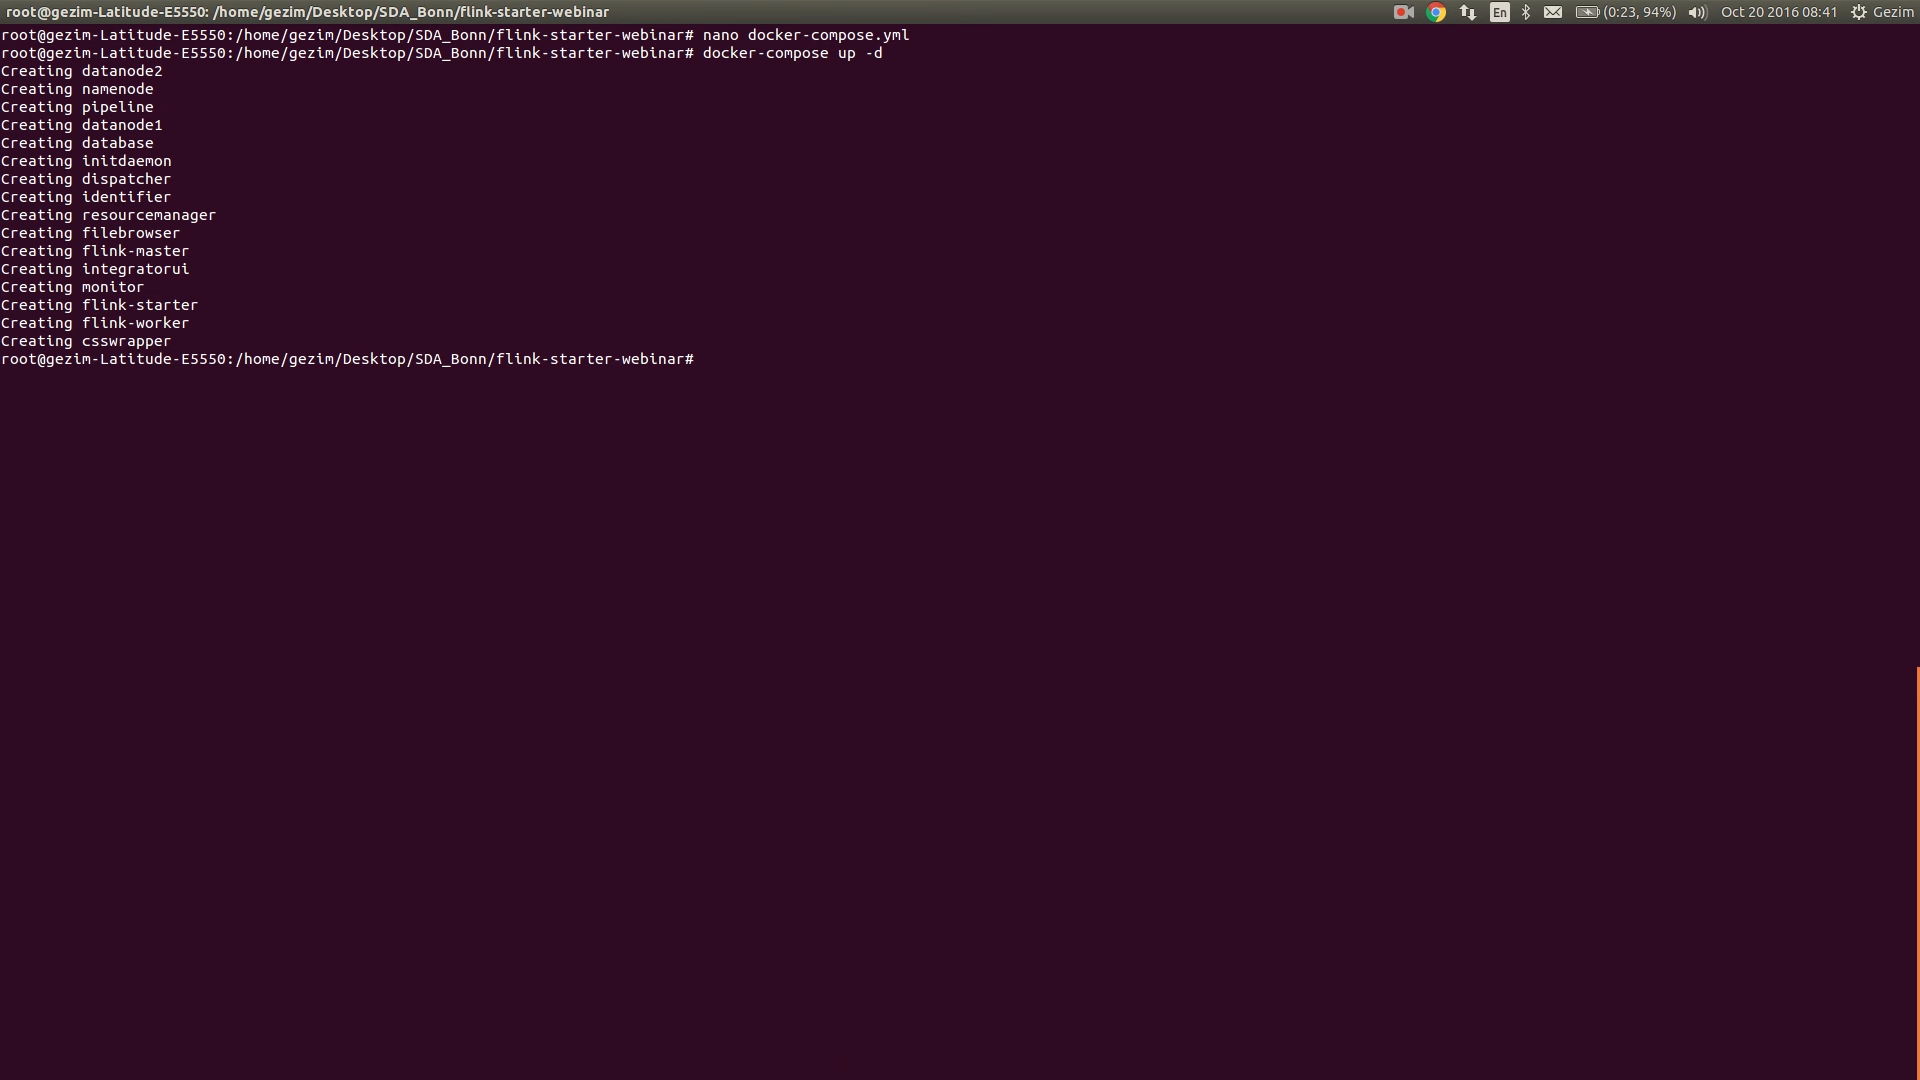 root@gezim-Latitude-E5550: /home/gezim/Desktop/SDA_Bonn/flink-starter-webinar
En (0:23, 94%) Oct 20 2016 08:41 Gezim
root@gezim-Latitude-E5550:/home/gezim/Desktop/SDA_Bonn/flink-starter-webinar# nano docker-compose.yml
root@gezim-Latitude-E5550:/home/gezim/Desktop/SDA_Bonn/flink-starter-webinar# docker-compose up -d
Creating datanode2
Creating namenode
Creating pipeline
Creating datanode1
Creating database
Creating initdaemon
Creating dispatcher
Creating identifier
Creating resourcemanager
Creating filebrowser
Creating flink-master
Creating integratorui
Creating monitor
Creating flink-starter
Creating flink-worker
Creating csswrapper
root@gezim-Latitude-E5550:/home/gezim/Desktop/SDA_Bonn/flink-starter-webinar#